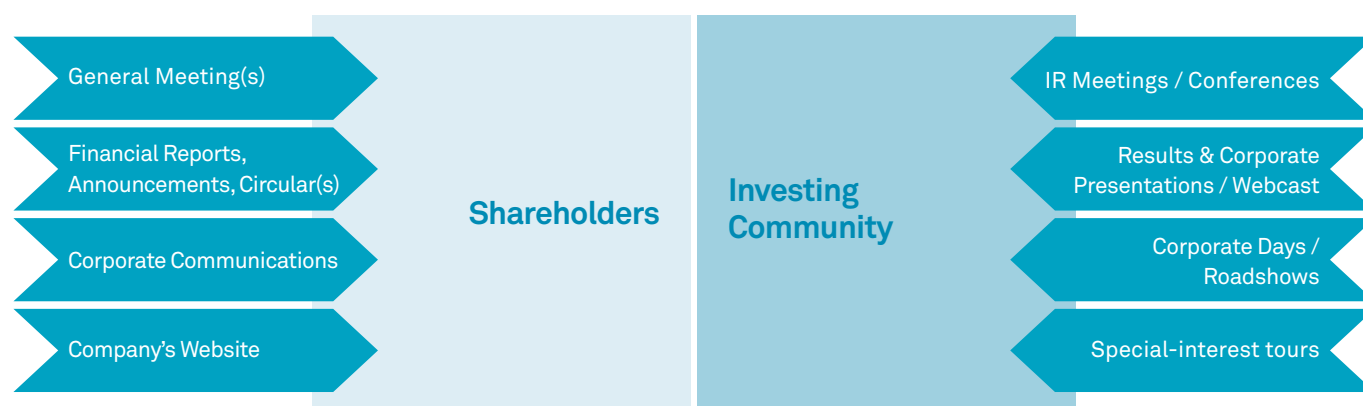 General Meeting(s)
Financial Reports,
Announcements, Circular(s)
Corporate Communications
Company's Website
Shareholders
Investing
Community
IR Meetings / Conferences
Results & Corporate
Presentations / Webcast
Corporate Days /
Roadshows
Special-interest tours